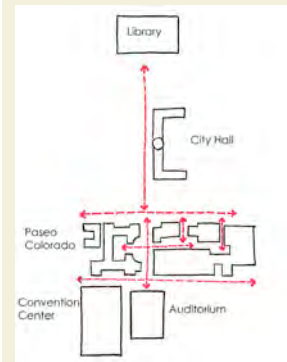 Library
City Hall
Paseo
Colorado
Convention
Center
Auditorium